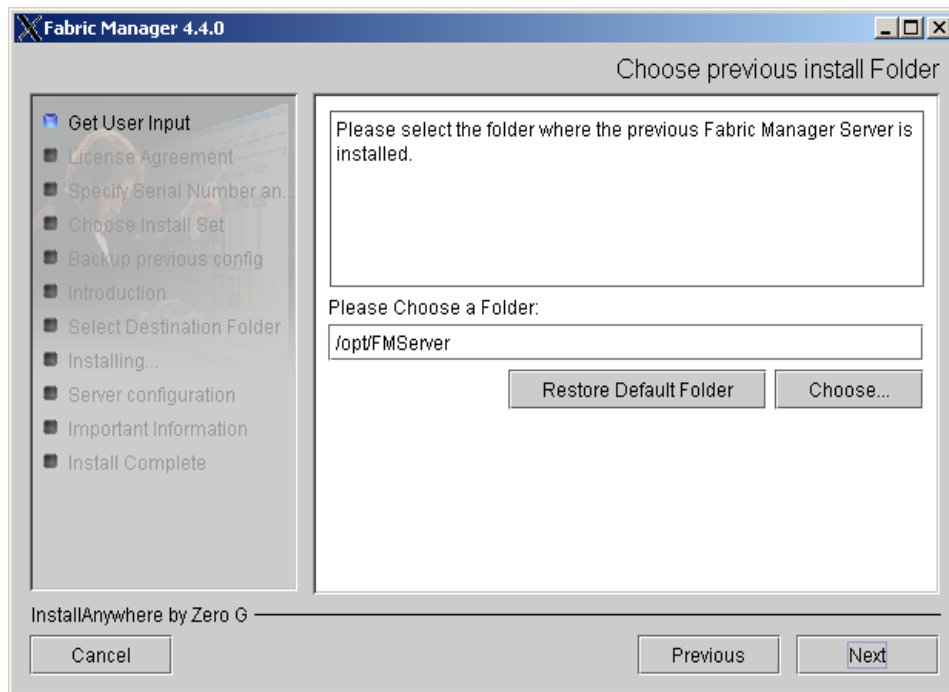 Fabric Manager 4.4.0
Choose previous install Folder
Get User Input
License Agreement
Specify Serial Number an...
Choose Install Set
Backup previous config
Introduction
Select Destination Folder
Installing...
Server configuration
Important Information
Install Complete
Please select the folder where the previous Fabric Manager Server is
installed.
Please Choose a Folder:
/opt/FMServer
Restore Default Folder
Choose...
InstallAnywhere by Zero G
Cancel
Previous
Next